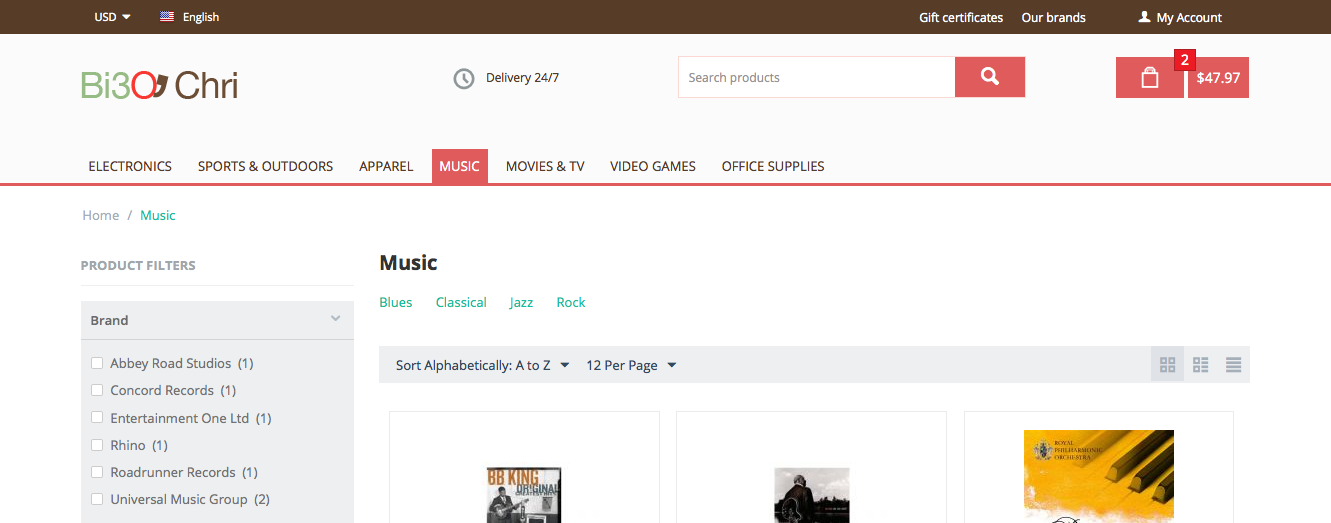 USD English Gift certificates Our brands My Account
Bi3O,Chri Delivery 24/7 Search products 2 $47.97
ELECTRONICS SPORTS & OUTDOORS APPAREL MUSIC MOVIES & TV VIDEO GAMES OFFICE SUPPLIES
Home / Music
PRODUCT FILTERS
Brand
Abbey Road Studios (1)
Concord Records (1)
Entertainment One Ltd (1)
Rhino (1)
Roadrunner Records (1)
Universal Music Group (2)
Music
Blues Classical Jazz Rock
Sort Alphabetically: A to Z 12 Per Page
BB KING
ORIGINAL
GREATEST HITS
ROYAL
PHILHARMONIC
ORCHESTRA